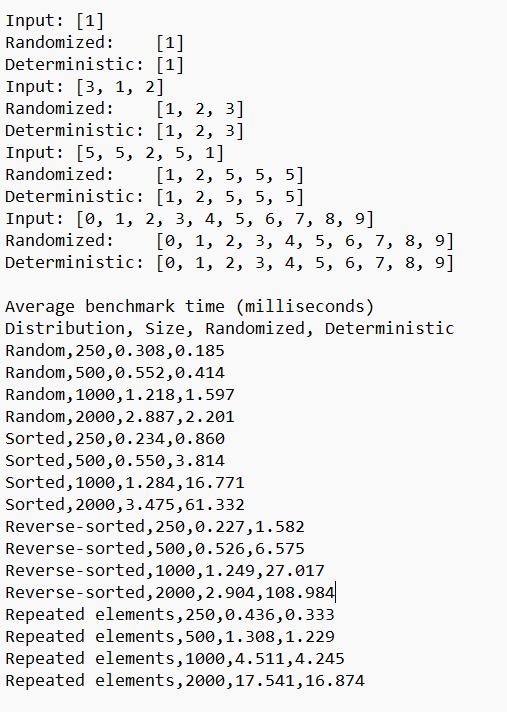 Input: [1]
Randomized:    [1]
Deterministic: [1]
Input: [3, 1, 2]
Randomized:    [1, 2, 3]
Deterministic: [1, 2, 3]
Input: [5, 5, 2, 5, 1]
Randomized:    [1, 2, 5, 5, 5]
Deterministic: [1, 2, 5, 5, 5]
Input: [0, 1, 2, 3, 4, 5, 6, 7, 8, 9]
Randomized:    [0, 1, 2, 3, 4, 5, 6, 7, 8, 9]
Deterministic: [0, 1, 2, 3, 4, 5, 6, 7, 8, 9]

Average benchmark time (milliseconds)
Distribution, Size, Randomized, Deterministic
Random,250,0.308,0.185
Random,500,0.552,0.414
Random,1000,1.218,1.597
Random,2000,2.887,2.201
Sorted,250,0.234,0.860
Sorted,500,0.550,3.814
Sorted,1000,1.284,16.771
Sorted,2000,3.475,61.332
Reverse-sorted,250,0.227,1.582
Reverse-sorted,500,0.526,6.575
Reverse-sorted,1000,1.249,27.017
Reverse-sorted,2000,2.904,108.984
Repeated elements,250,0.436,0.333
Repeated elements,500,1.308,1.229
Repeated elements,1000,4.511,4.245
Repeated elements,2000,17.541,16.874